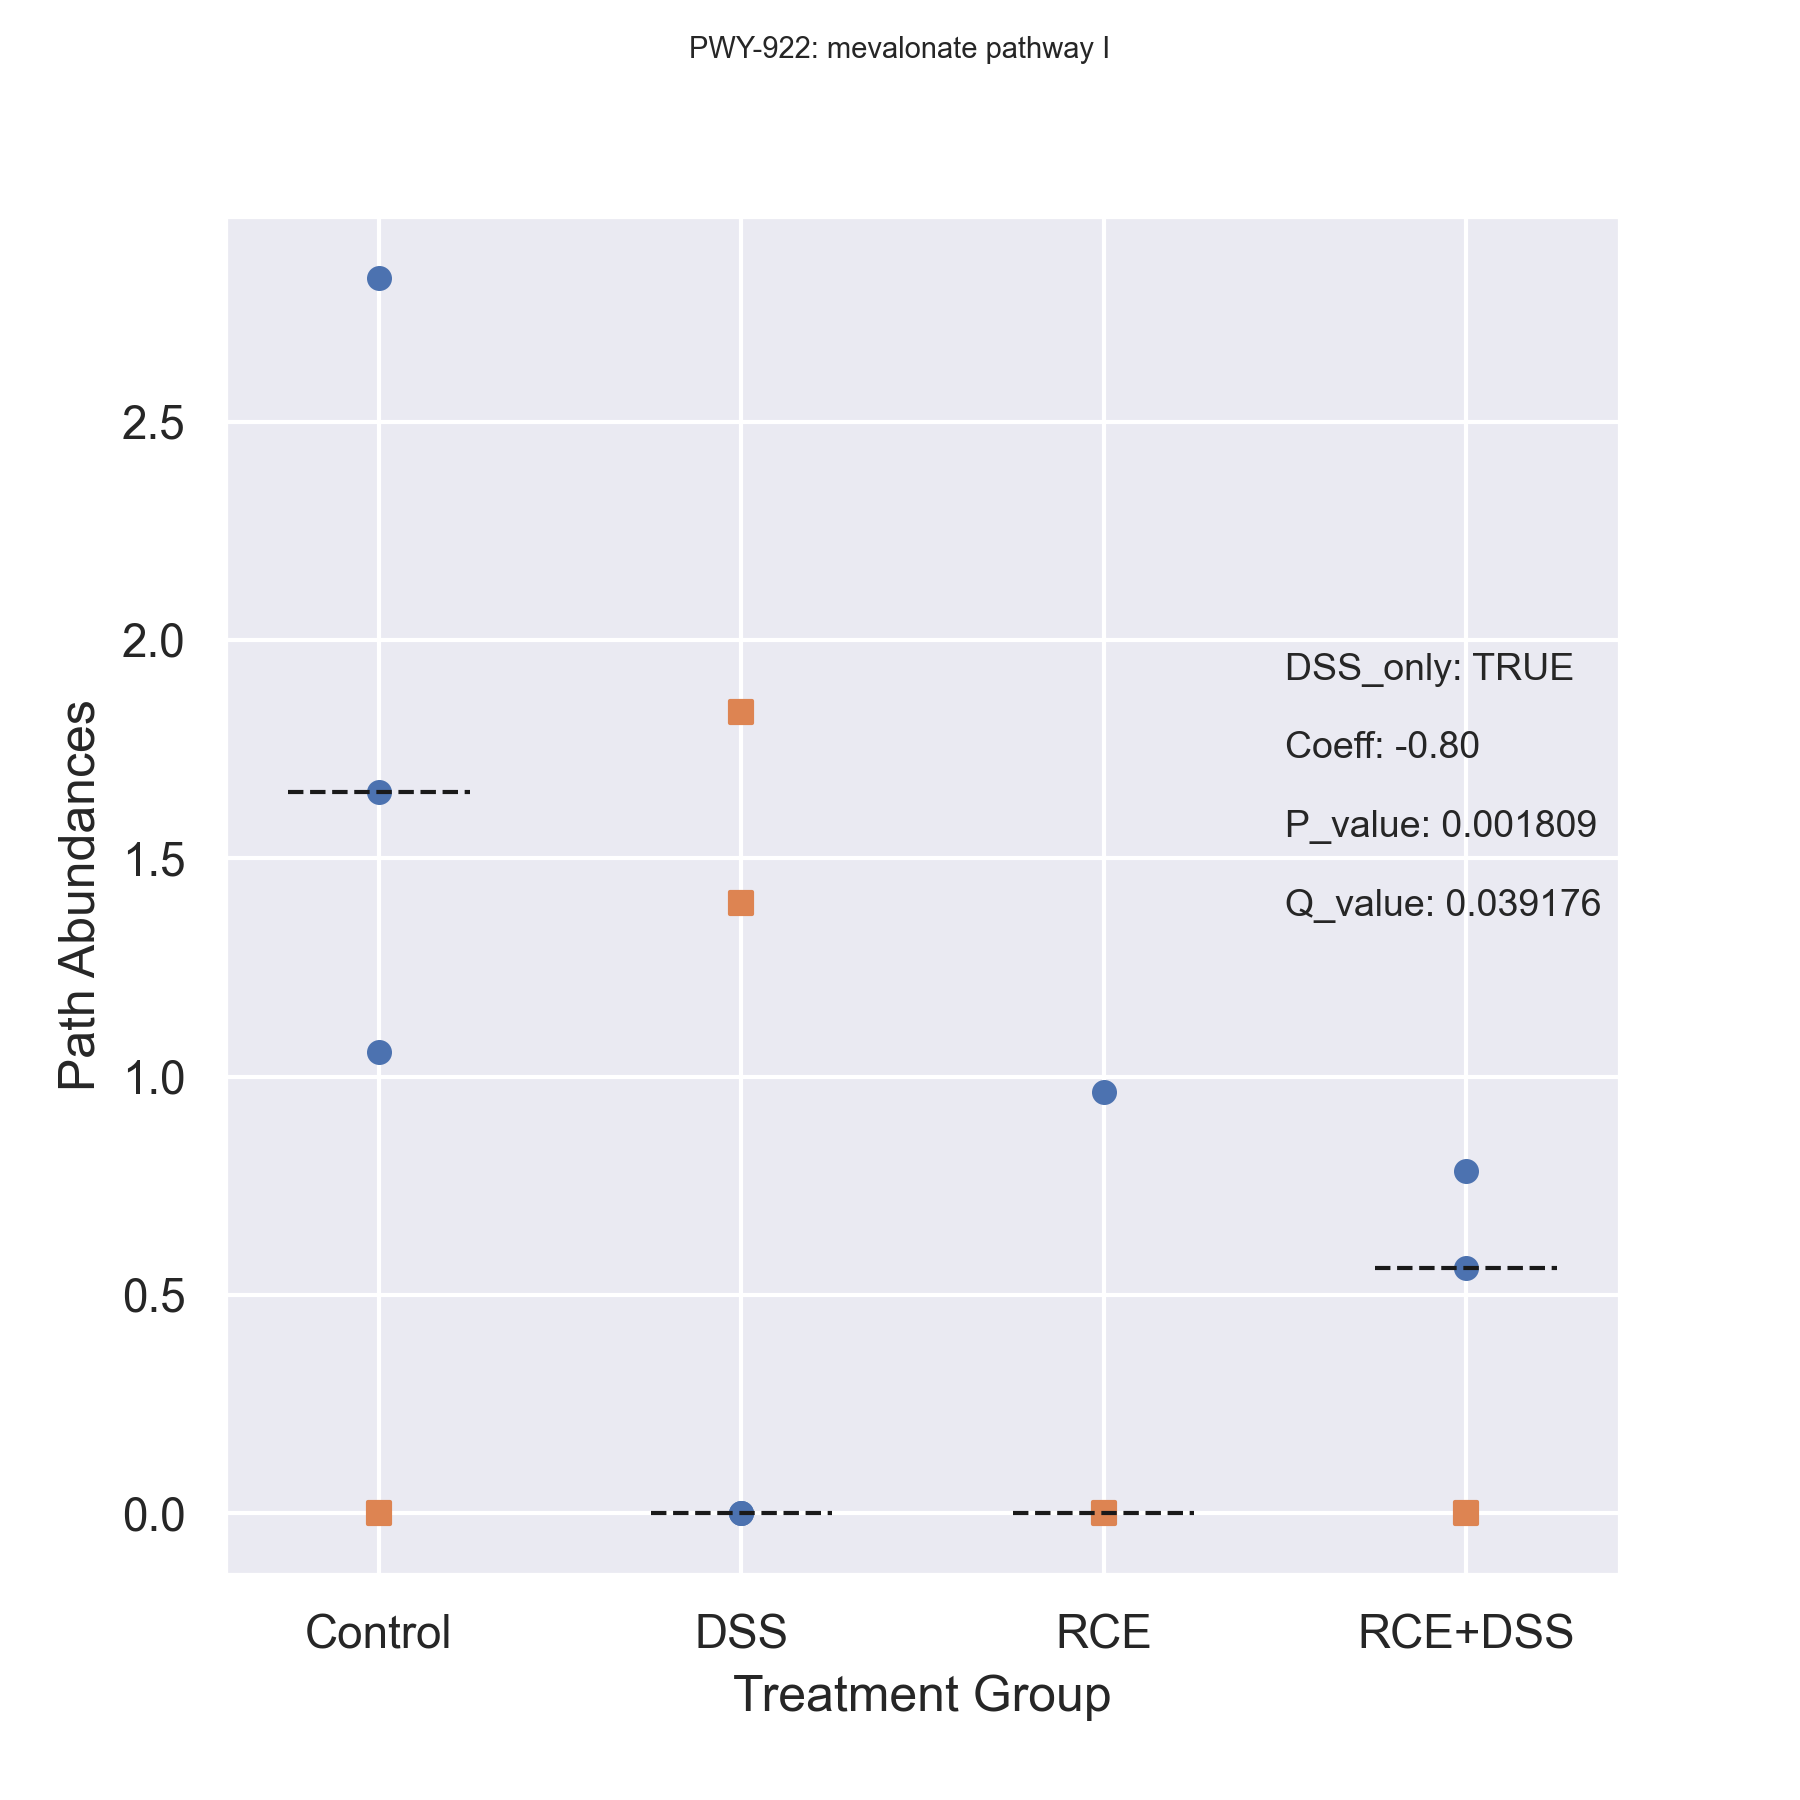 PWY-922: mevalonate pathway I
2.5
2.0
1.5
1.0
0.5
0.0
Path Abundances
DSS_only: TRUE
Coeff: -0.80
P_value: 0.001809
Q_value: 0.039176
Control DSS RCE RCE+DSS
Treatment Group